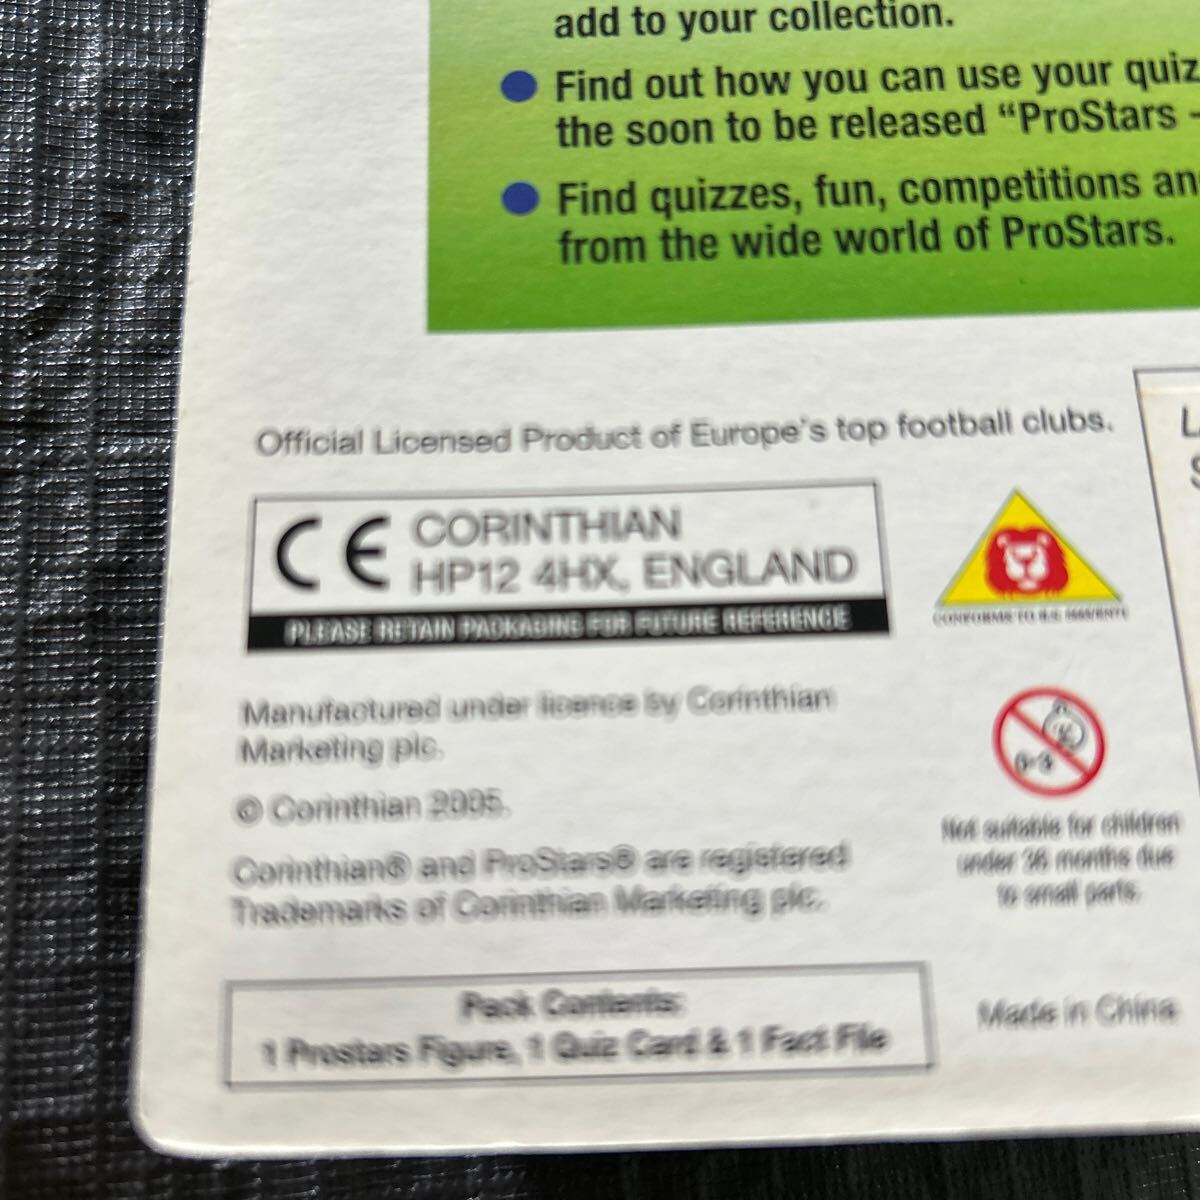 add to your collection.
● Find out how you can use your quiz
the soon to be released “ProStars -
● Find quizzes, fun, competitions an
from the wide world of ProStars.
Official Licensed Product of Europe's top football clubs.
CE CORINTHIAN
HP12 4HX, ENGLAND
PLEASE RETAIN PACKAGING FOR FUTURE REFERENCE
CONFORMS TO B.S.
Manufactured under licence by Corinthian
Marketing plc.
© Corinthian 2005.
Corinthian® and ProStars® are registered
Trademarks of Corinthian Marketing plc.
0-3
Not suitable for children
under 36 months due
to small parts.
Pack Contents:
1 Prostars Figure, 1 Quiz Card & 1 Fact File
Made in China